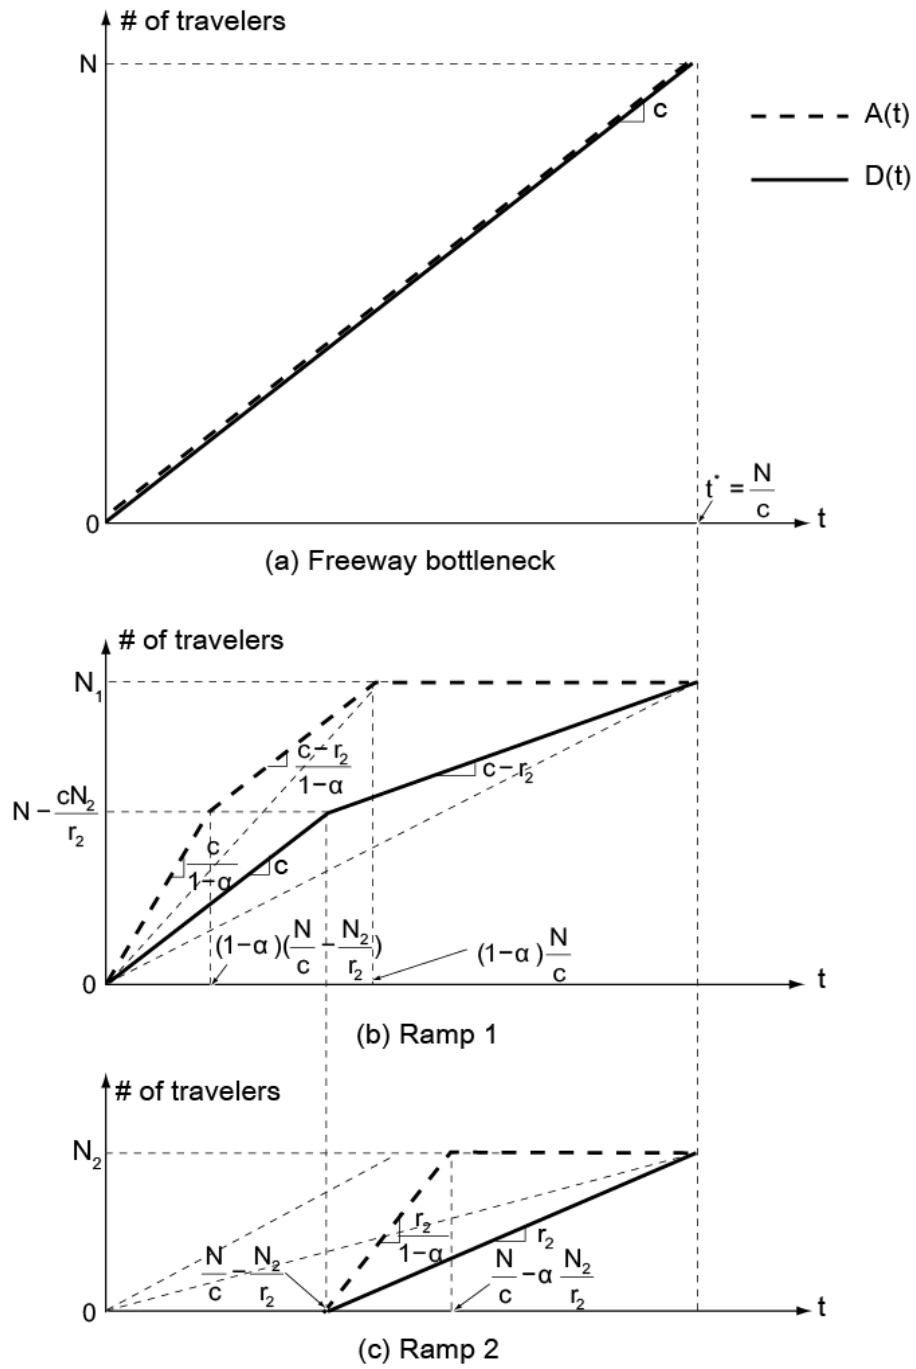 # of travelers
N
c
A(t)
D(t)
t* = N/c
0
t
(a) Freeway bottleneck
# of travelers
N₁
c−r₂/1−α
c−r₂
N − cN₂/r₂
c/1−α
c
(1−α)(N/c − N₂/r₂)
(1−α)N/c
0
t
(b) Ramp 1
# of travelers
N₂
r₂/1−α
r₂
N/c − N₂/r₂
N/c − α N₂/r₂
0
t
(c) Ramp 2